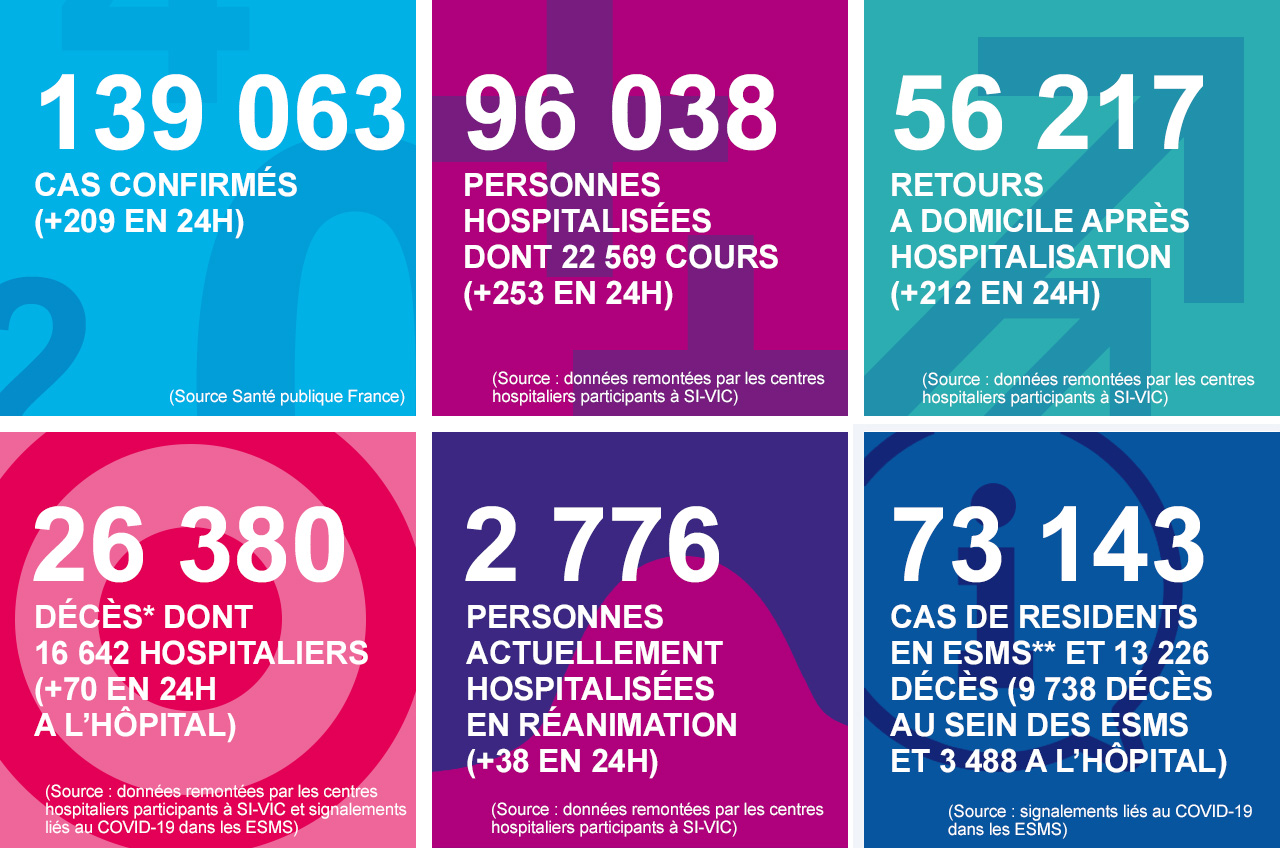 139 063
CAS CONFIRMÉS
(+209 EN 24H)
(Source Santé publique France)
96 038
PERSONNES
HOSPITALISÉES
DONT 22 569 COURS
(+253 EN 24H)
(Source : données remontées par les centres
hospitaliers participants à SI-VIC)
56 217
RETOURS
A DOMICILE APRÈS
HOSPITALISATION
(+212 EN 24H)
(Source : données remontées par les centres
hospitaliers participants à SI-VIC)
26 380
DÉCÈS* DONT
16 642 HOSPITALIERS
(+70 EN 24H
A L’HÔPITAL)
(Source : données remontées par les centres
hospitaliers participants à SI-VIC et signalements
liés au COVID-19 dans les ESMS)
2 776
PERSONNES
ACTUELLEMENT
HOSPITALISÉES
EN RÉANIMATION
(+38 EN 24H)
(Source : données remontées par les centres
hospitaliers participants à SI-VIC)
73 143
CAS DE RESIDENTS
EN ESMS** ET 13 226
DÉCÈS (9 738 DÉCÈS
AU SEIN DES ESMS
ET 3 488 A L’HÔPITAL)
(Source : signalements liés au COVID-19
dans les ESMS)